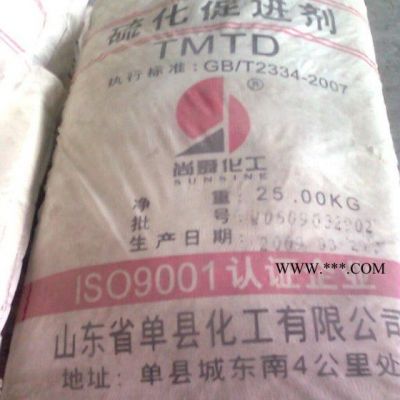 硫化促进剂
TMTD
执行标准:GB/T2334-2007
®
尚舜化工
SUNSINE
净 重:25.00KG
批 号:
生产日期:
WWW.***.COM
ISO9001认证企业
山东省单县化工有限公司
地址:单县城东南4公里处